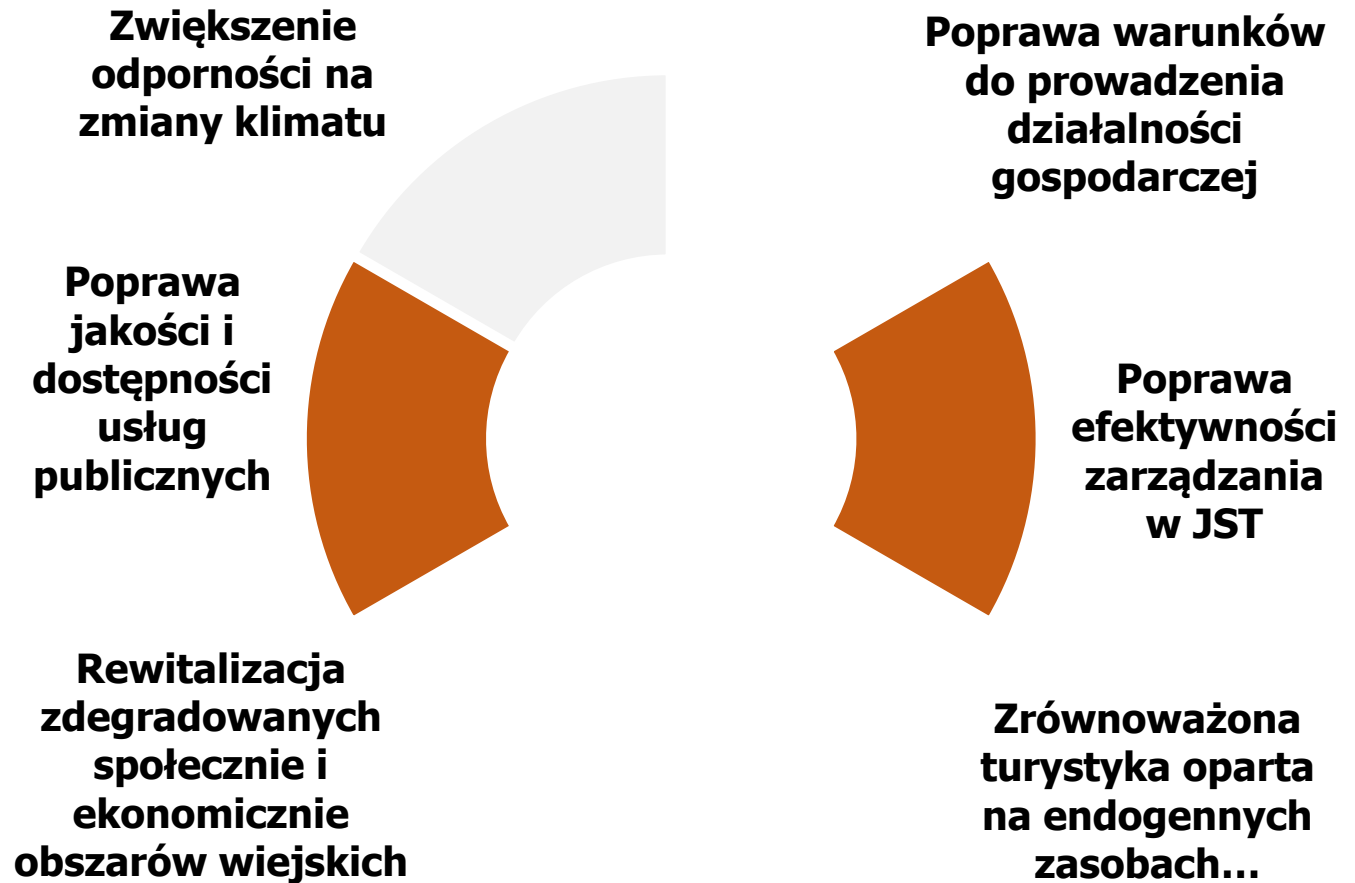 Zwiększenie
odporności na
zmiany klimatu
Poprawa warunków
do prowadzenia
działalności
gospodarczej
Poprawa
jakości i
dostępności
usług
publicznych
Poprawa
efektywności
zarządzania
w JST
Rewitalizacja
zdegradowanych
społecznie i
ekonomicznie
obszarów wiejskich
Zrównoważona
turystyka oparta
na endogennych
zasobach...